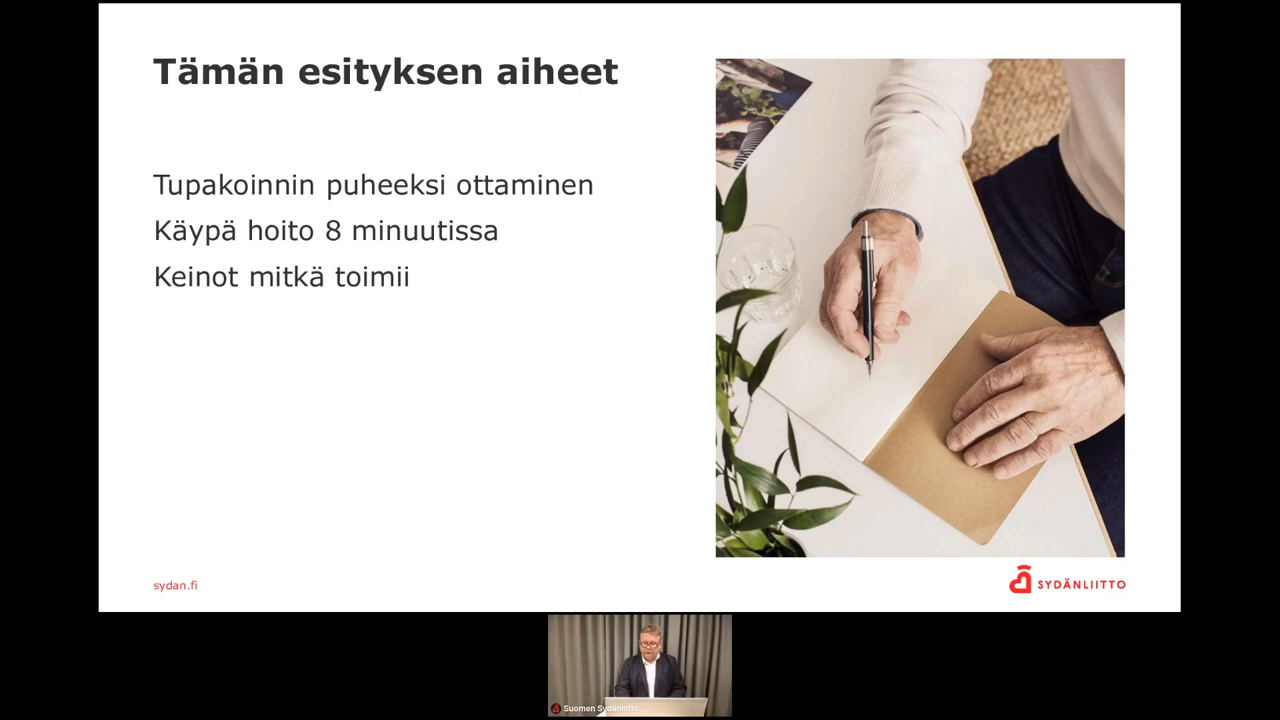 Tämän esityksen aiheet
Tupakoinnin puheeksi ottaminen
Käypä hoito 8 minuutissa
Keinot mitkä toimii
sydan.fi
SYDÄNLIITTO
Suomen Sydänliitto...